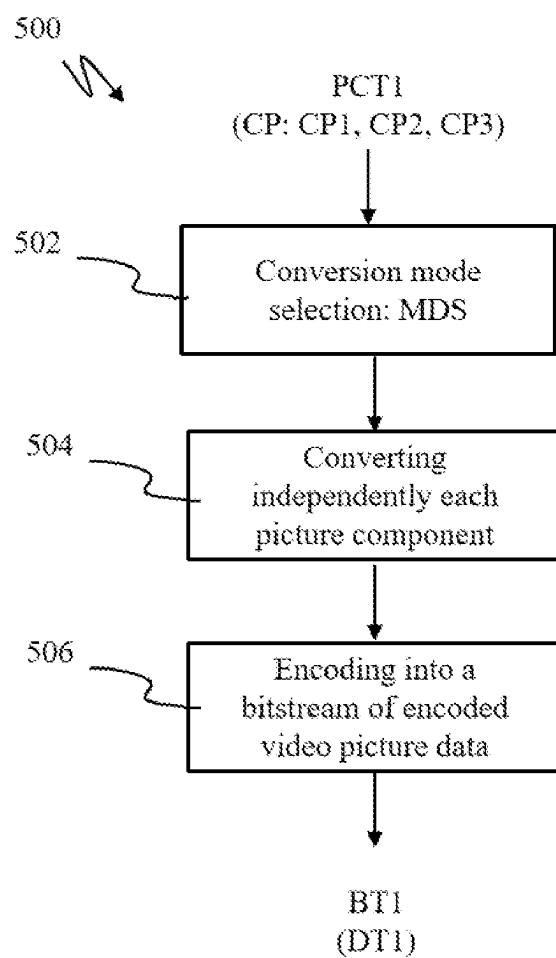 500
PCT1
(CP: CP1, CP2, CP3)
502
Conversion mode
selection: MDS
504
Converting
independently each
picture component
506
Encoding into a
bitstream of encoded
video picture data
BT1
(DT1)